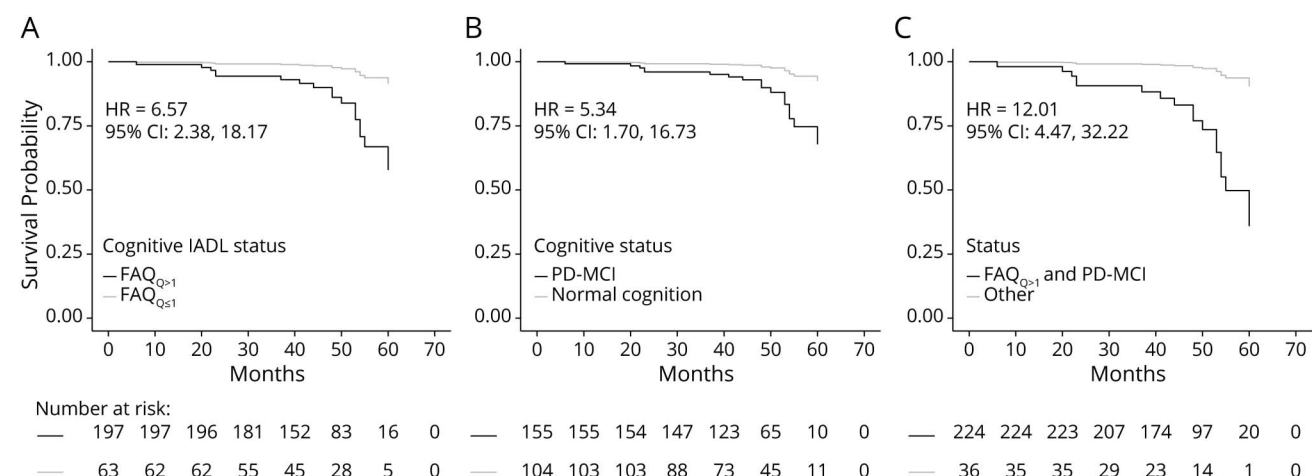 A
B
C
Survival Probability
1.00
0.75
0.50
0.25
0.00
HR = 6.57
95% CI: 2.38, 18.17
Cognitive IADL status
FAQQ>1
FAQQ≤1
0 10 20 30 40 50 60 70
Months
1.00
0.75
0.50
0.25
0.00
HR = 5.34
95% CI: 1.70, 16.73
Cognitive status
PD-MCI
Normal cognition
0 10 20 30 40 50 60 70
Months
1.00
0.75
0.50
0.25
0.00
HR = 12.01
95% CI: 4.47, 32.22
Status
FAQQ>1 and PD-MCI
Other
0 10 20 30 40 50 60 70
Months
Number at risk:
197 197 196 181 152 83 16 0 155 155 154 147 123 65 10 0 224 224 223 207 174 97 20 0
63 62 62 55 45 28 5 0 104 103 103 88 73 45 11 0 36 35 35 29 23 14 1 0